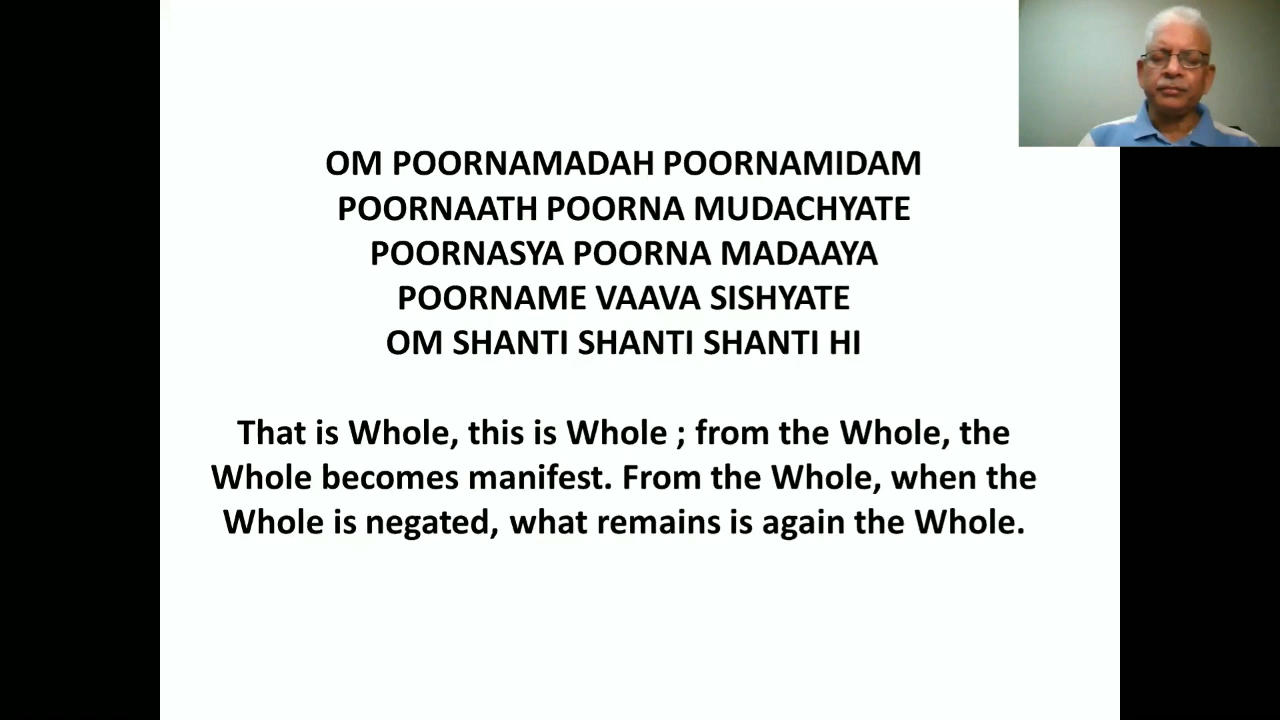 OM POORNAMADAH POORNAMIDAM
POORNAATH POORNA MUDACHYATE
POORNASYA POORNA MADAAYA
POORNAME VAAVA SISHYATE
OM SHANTI SHANTI SHANTI HI
That is Whole, this is Whole ; from the Whole, the
Whole becomes manifest. From the Whole, when the
Whole is negated, what remains is again the Whole.